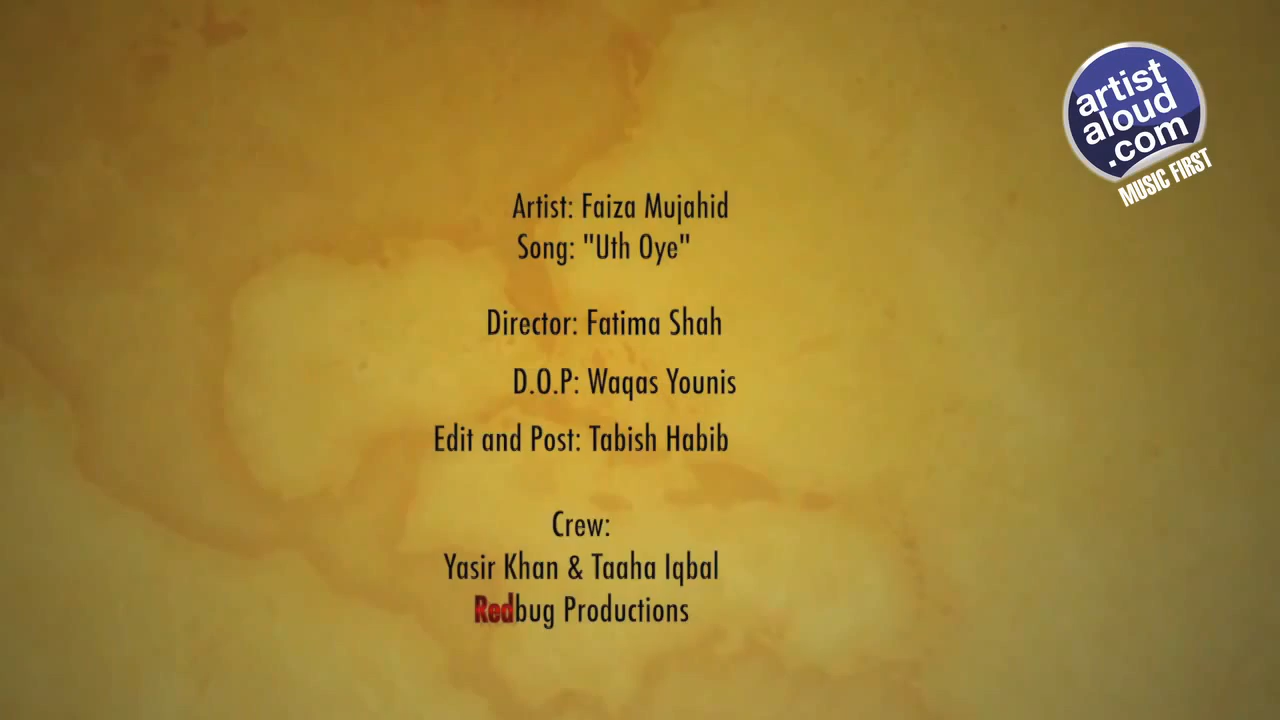 artist
aloud
.com
MUSIC FIRST
Artist: Faiza Mujahid
Song: "Uth Oye"
Director: Fatima Shah
D.O.P: Waqas Younis
Edit and Post: Tabish Habib
Crew:
Yasir Khan & Taaha Iqbal
Redbug Productions